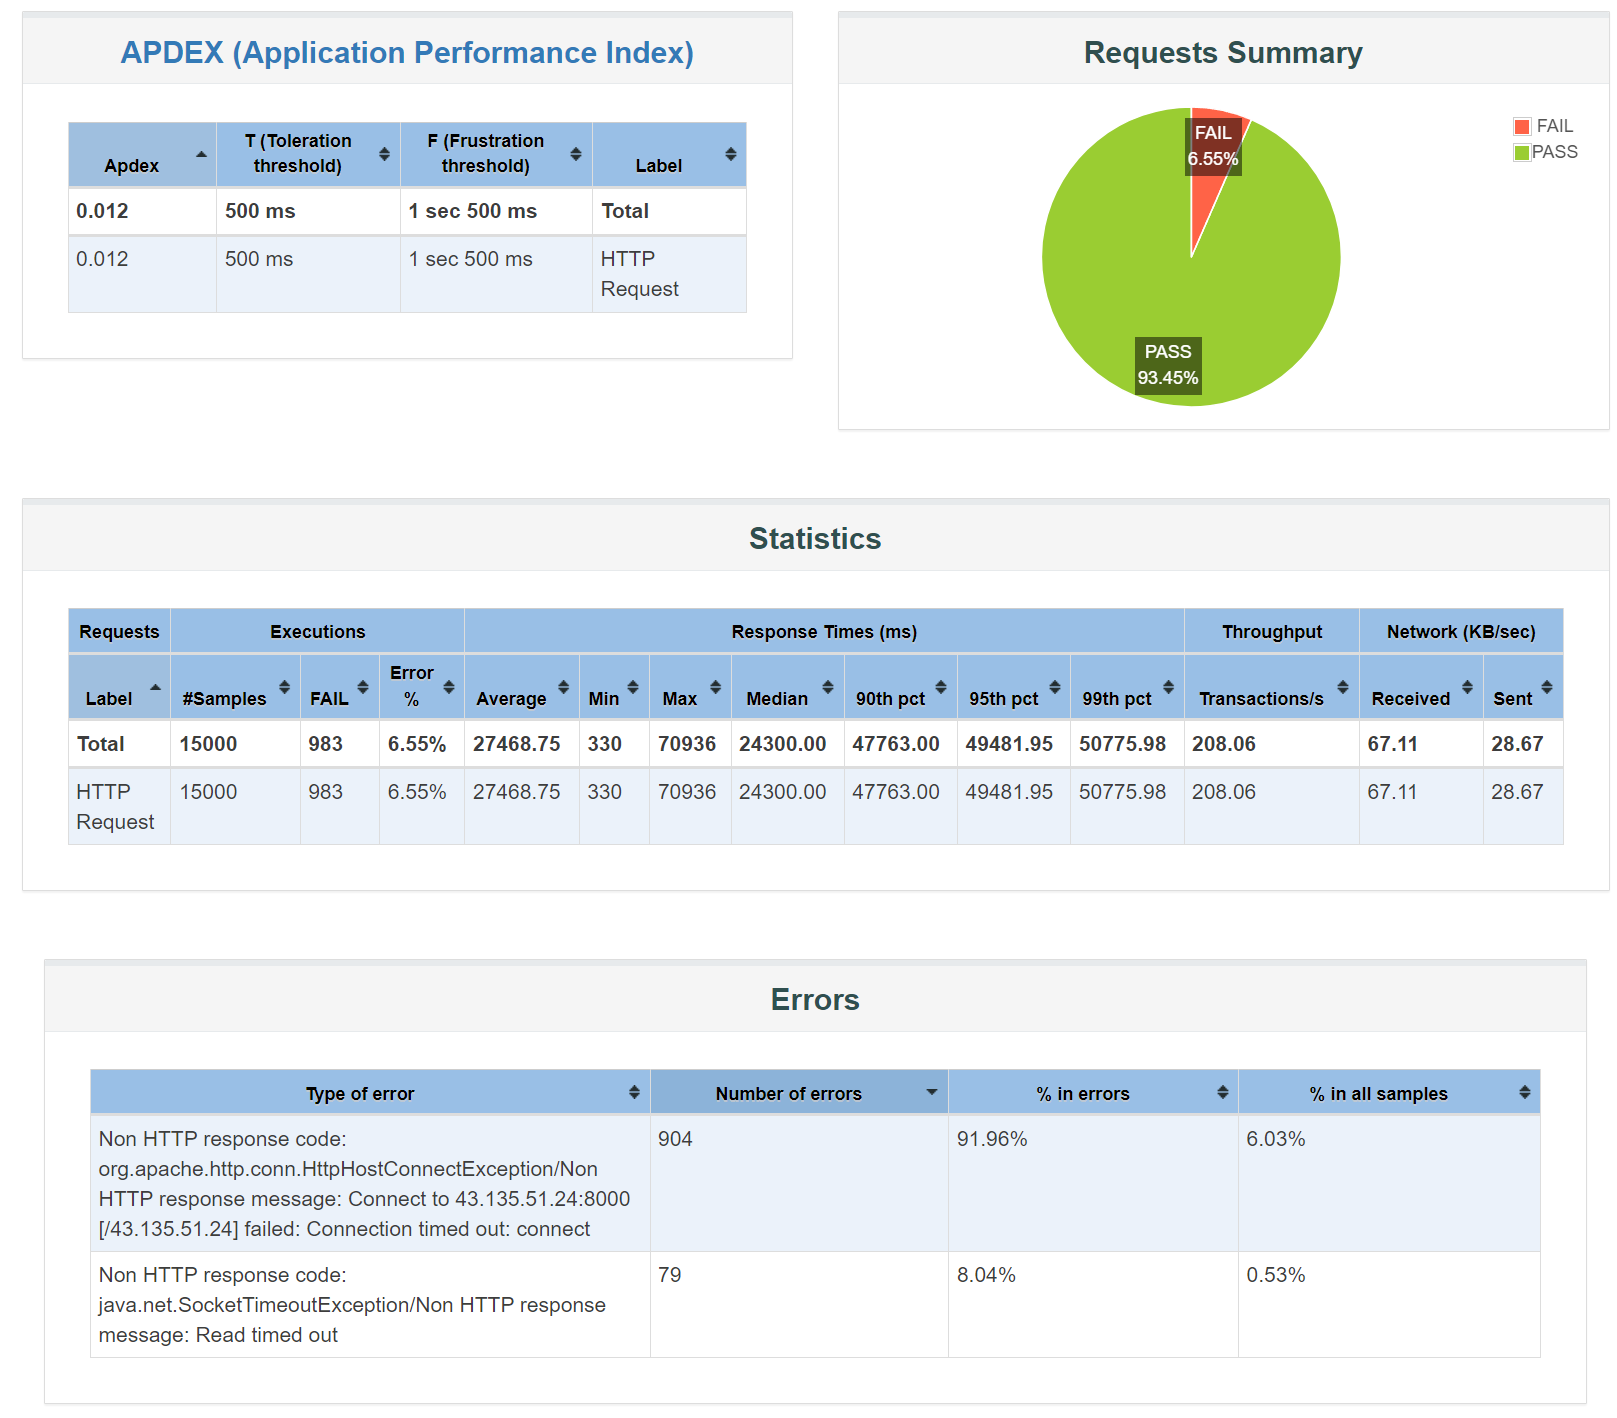 APDEX (Application Performance Index)
Apdex T (Toleration threshold) F (Frustration threshold) Label
0.012 500 ms 1 sec 500 ms Total
0.012 500 ms 1 sec 500 ms HTTP Request
Requests Summary
FAIL
6.55%
PASS
93.45%
FAIL
PASS
Statistics
Requests Executions Response Times (ms) Throughput Network (KB/sec)
Label #Samples FAIL Error % Average Min Max Median 90th pct 95th pct 99th pct Transactions/s Received Sent
Total 15000 983 6.55% 27468.75 330 70936 24300.00 47763.00 49481.95 50775.98 208.06 67.11 28.67
HTTP Request 15000 983 6.55% 27468.75 330 70936 24300.00 47763.00 49481.95 50775.98 208.06 67.11 28.67
Errors
Type of error Number of errors % in errors % in all samples
Non HTTP response code: 904 91.96% 6.03%
org.apache.http.conn.HttpHostConnectException/Non
HTTP response message: Connect to 43.135.51.24:8000
[/43.135.51.24] failed: Connection timed out: connect
Non HTTP response code: 79 8.04% 0.53%
java.net.SocketTimeoutException/Non HTTP response
message: Read timed out